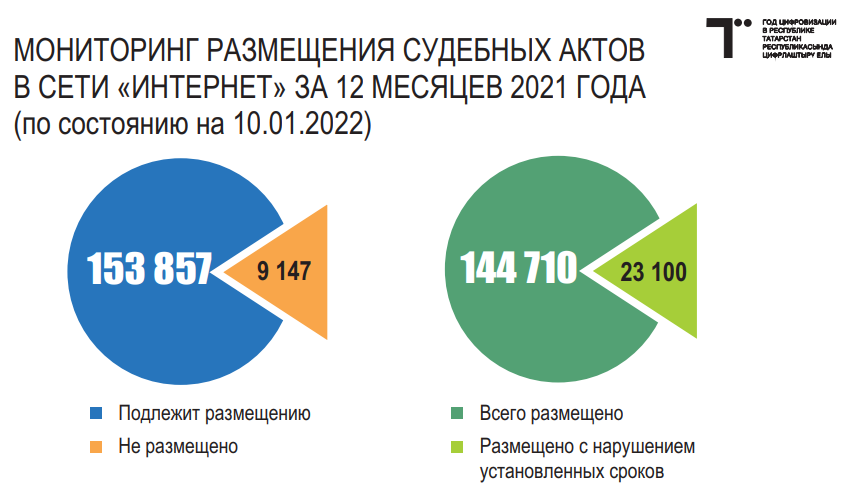 МОНИТОРИНГ РАЗМЕЩЕНИЯ СУДЕБНЫХ АКТОВ
В СЕТИ «ИНТЕРНЕТ» ЗА 12 МЕСЯЦЕВ 2021 ГОДА
(по состоянию на 10.01.2022)
ГОД ЦИФРОВИЗАЦИИ
В РЕСПУБЛИКЕ
ТАТАРСТАН
РЕСПУБЛИКАСЫНДА
ЦИФРЛАШТЫРУ ЕЛЫ
153 857
9 147
144 710
23 100
Подлежит размещению
Не размещено
Всего размещено
Размещено с нарушением
установленных сроков